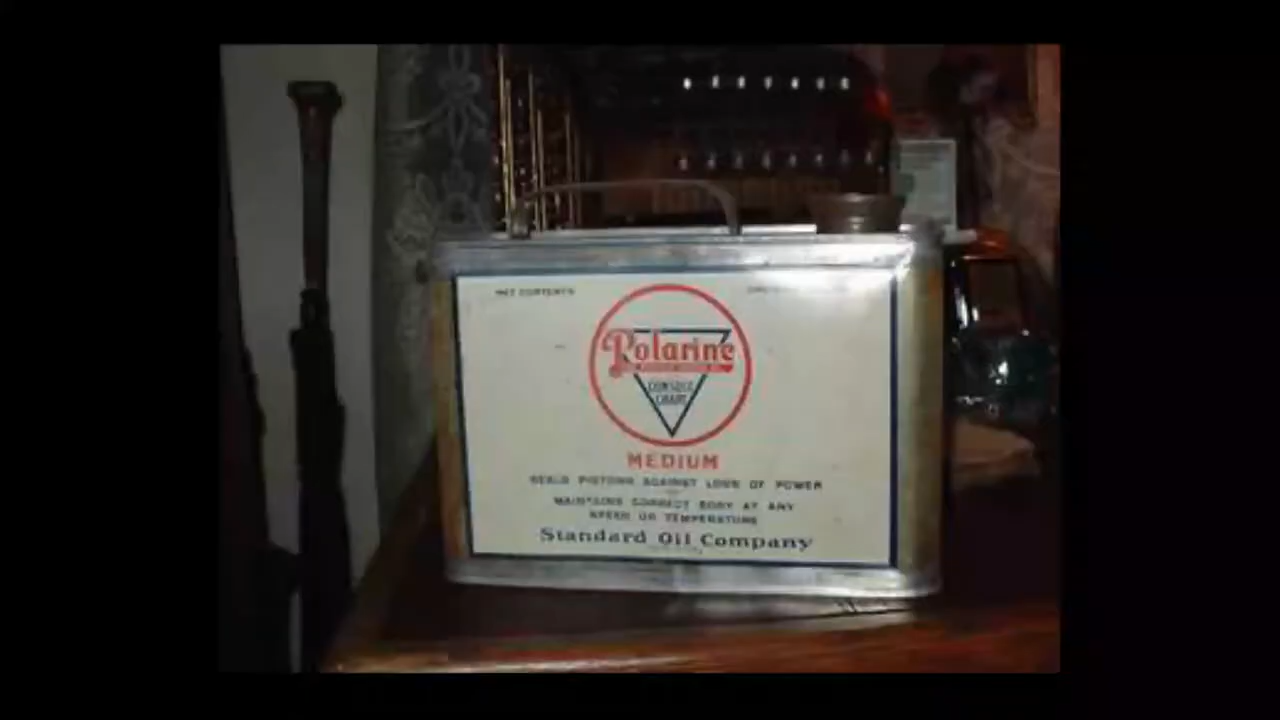 NET CONTENTS
Polarine
CONSULT
CHART
MEDIUM
SEALS PISTONS AGAINST LOSS OF POWER
MAINTAINS CORRECT BODY AT ANY
SPEED OR TEMPERATURE
Standard Oil Company